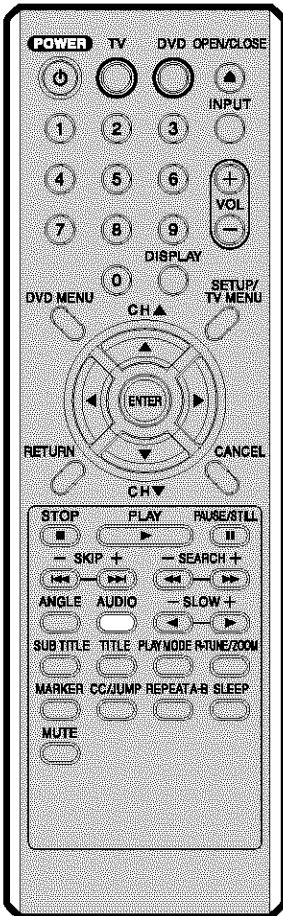 POWER TV DVD OPEN/CLOSE
INPUT
1 2 3
4 5 6 +
VOL
7 8 9 −
DISPLAY
0
DVD MENU CH▲ SETUP/
TV MENU
ENTER
RETURN CANCEL
CH▼
STOP PLAY PAUSE/STILL
− SKIP + − SEARCH +
ANGLE AUDIO − SLOW +
SUB TITLE TITLE PLAY MODE R-TUNE/ZOOM
MARKER CC/JUMP REPEAT A-B SLEEP
MUTE